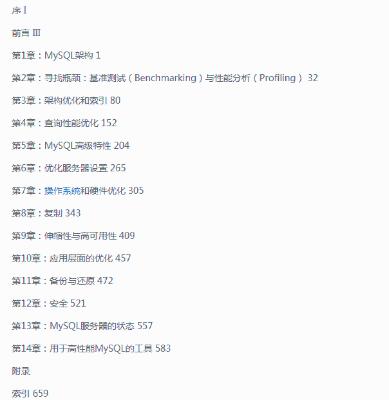 序 I
前言 III
第1章：MySQL架构 1
第2章：寻找瓶颈：基准测试（Benchmarking）与性能分析（Profiling） 32
第3章：架构优化和索引 80
第4章：查询性能优化 152
第5章：MySQL高级特性 204
第6章：优化服务器设置 265
第7章：操作系统和硬件优化 305
第8章：复制 343
第9章：伸缩性与高可用性 409
第10章：应用层面的优化 457
第11章：备份与还原 472
第12章：安全 521
第13章：MySQL服务器的状态 557
第14章：用于高性能MySQL的工具 583
附录
索引 659